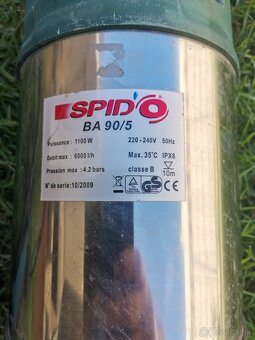 SPID'O
BA 90/5
Puissance : 1100 W 220 - 240V 50Hz
Debit max : 6000 l/h Max. 35°C IPX8
Pression max : 4.2 bars classe B 10m
N° de serie: 10/2009